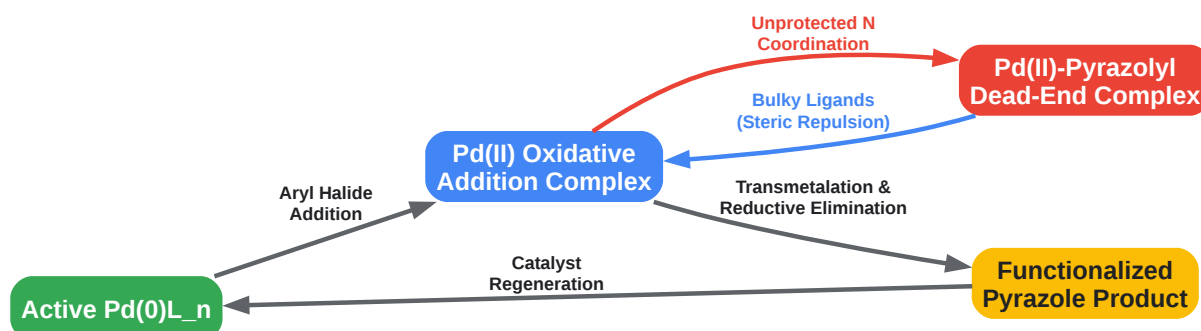 Unprotected N
Coordination
Pd(II)-Pyrazolyl
Dead-End Complex
Bulky Ligands
(Steric Repulsion)
Pd(II) Oxidative
Addition Complex
Aryl Halide
Addition
Transmetalation &
Reductive Elimination
Catalyst
Regeneration
Functionalized
Pyrazole Product
Active Pd(0)L_n